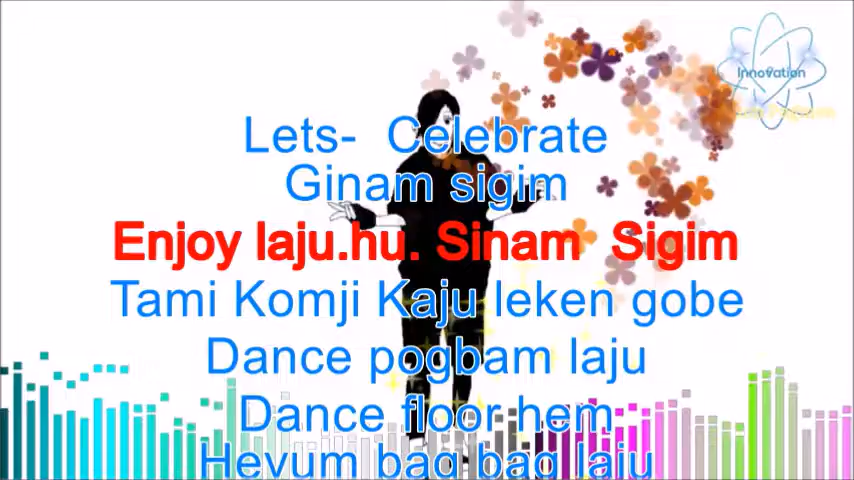 Innovation
Lets- Celebrate
Ginam sigim
Enjoy laju.hu. Sinam Sigim
Tami Komji Kaju leken gobe
Dance pogbam laju
Dance floor hem
Hevum bag bag laju